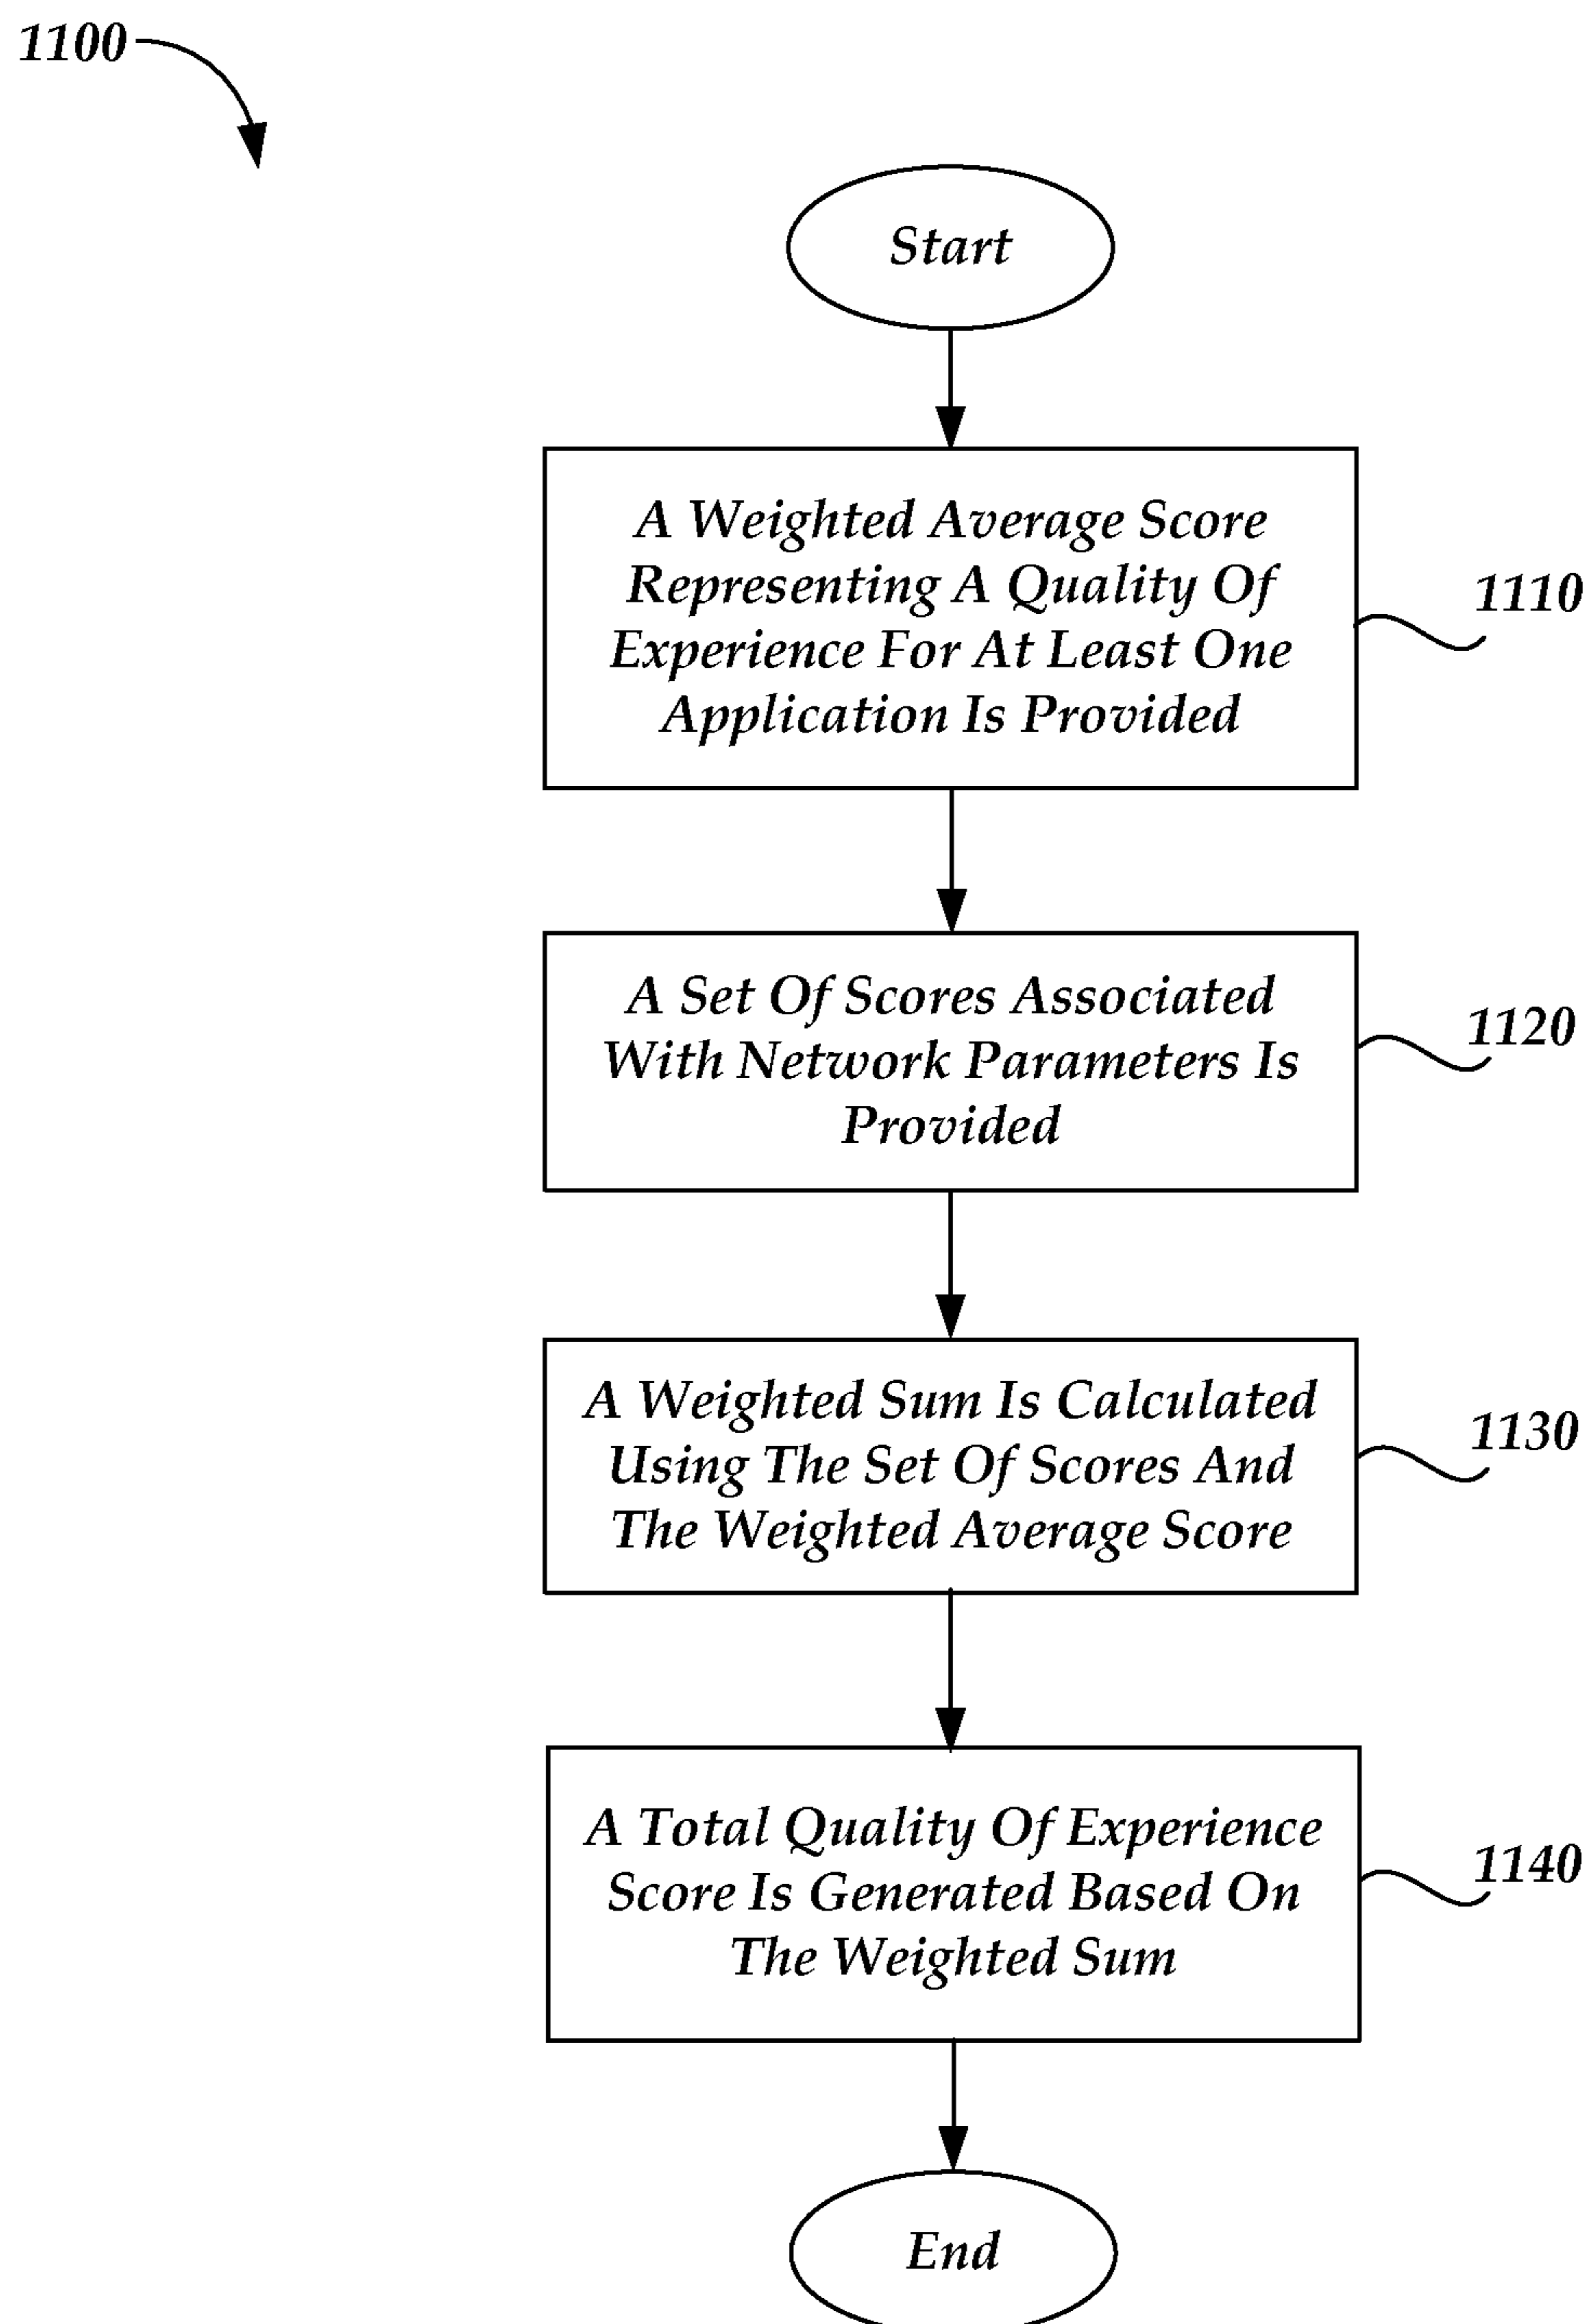 1100
Start
A Weighted Average Score
Representing A Quality Of
Experience For At Least One
Application Is Provided
1110
A Set Of Scores Associated
With Network Parameters Is
Provided
1120
A Weighted Sum Is Calculated
Using The Set Of Scores And
The Weighted Average Score
1130
A Total Quality Of Experience
Score Is Generated Based On
The Weighted Sum
1140
End